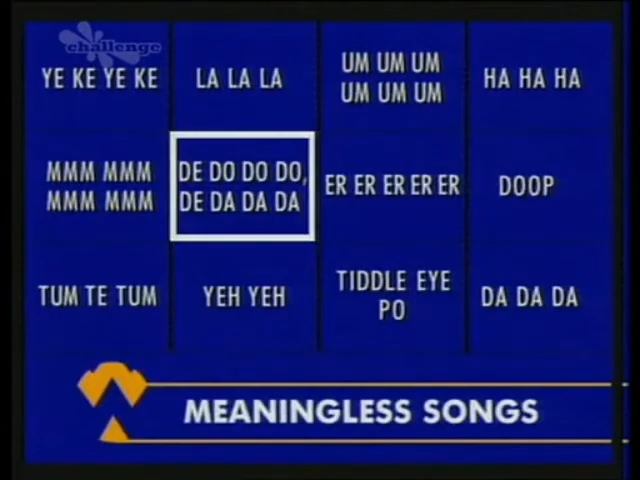 challenge
YE KE YE KE
LA LA LA
UM UM UM
UM UM UM
HA HA HA
MMM MMM
MMM MMM
DE DO DO DO,
DE DA DA DA
ER ER ER ER ER
DOOP
TUM TE TUM
YEH YEH
TIDDLE EYE
PO
DA DA DA
MEANINGLESS SONGS